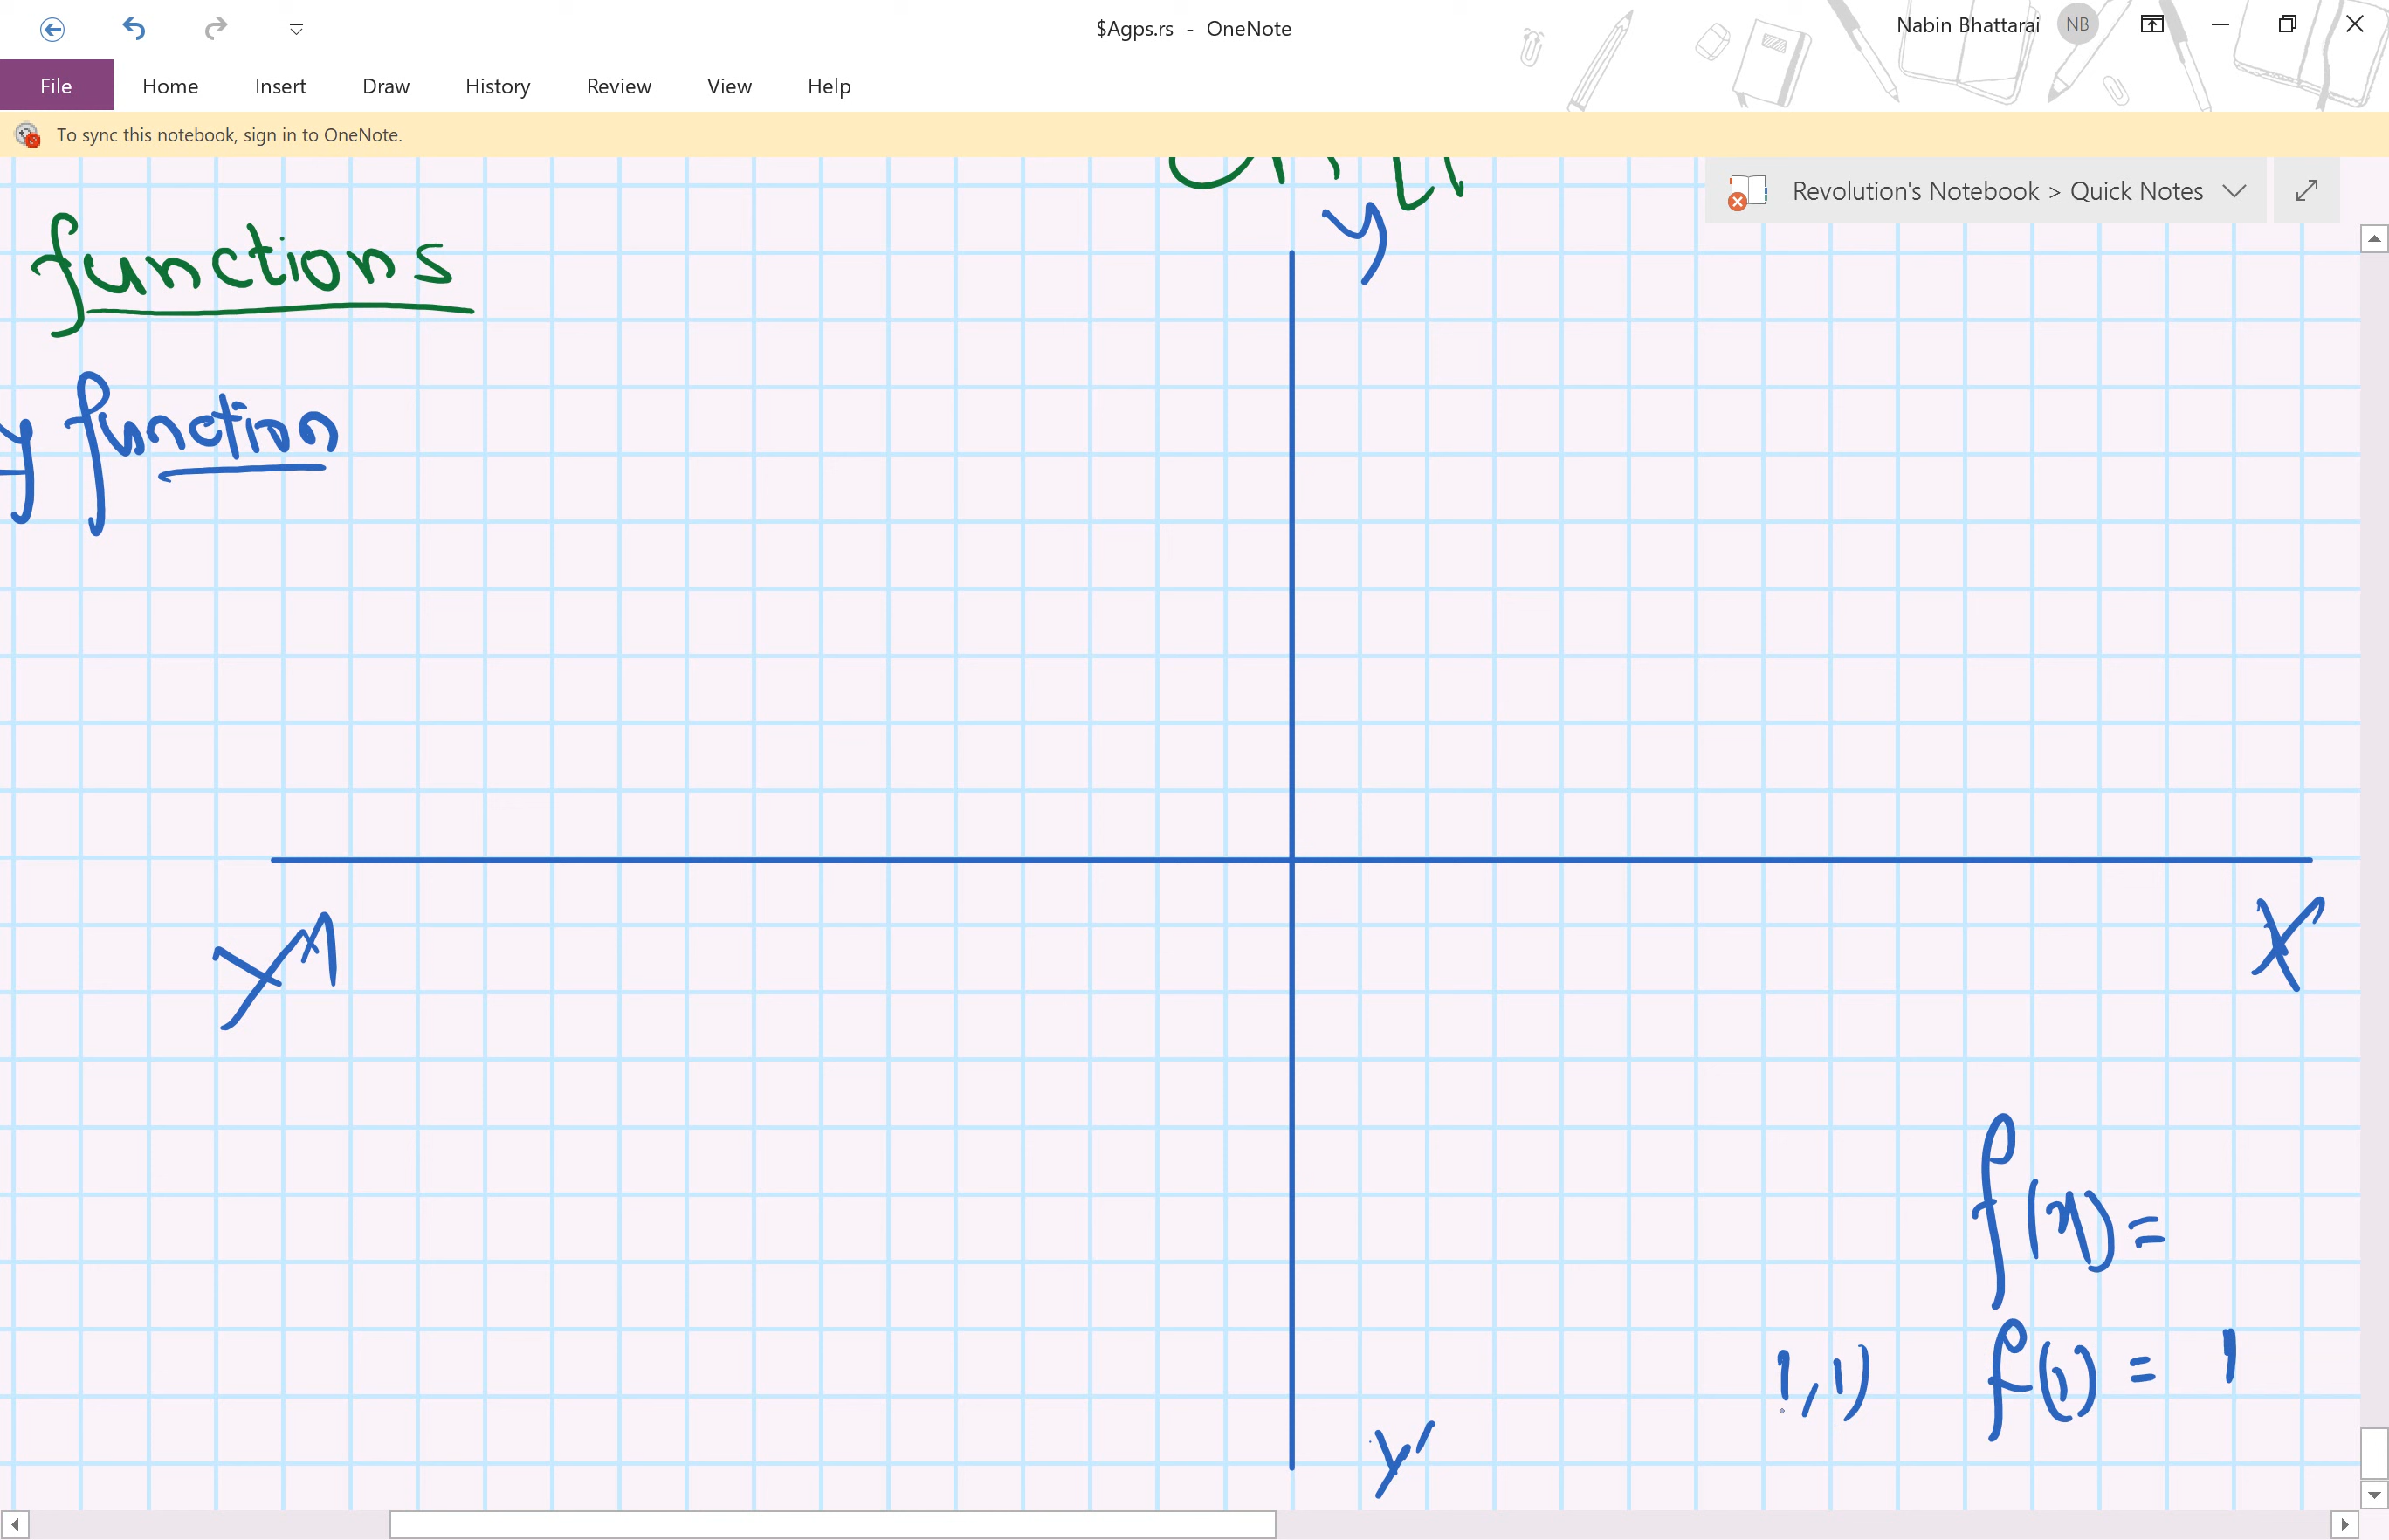 $Agps.rs - OneNote
Nabin Bhattarai NB
File Home Insert Draw History Review View Help
To sync this notebook, sign in to OneNote.
Revolution's Notebook > Quick Notes
y
functions
y function
X'
X
f(x) =
1,1) f(1) = 1
y'